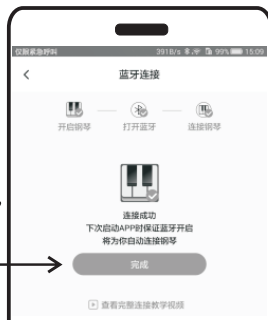 仅限紧急呼叫 391B/s 99% 15:09
蓝牙连接
开启钢琴 打开蓝牙 连接钢琴
连接成功
下次启动APP时保证蓝牙开启
将为你自动连接钢琴
完成
查看完整连接教学视频